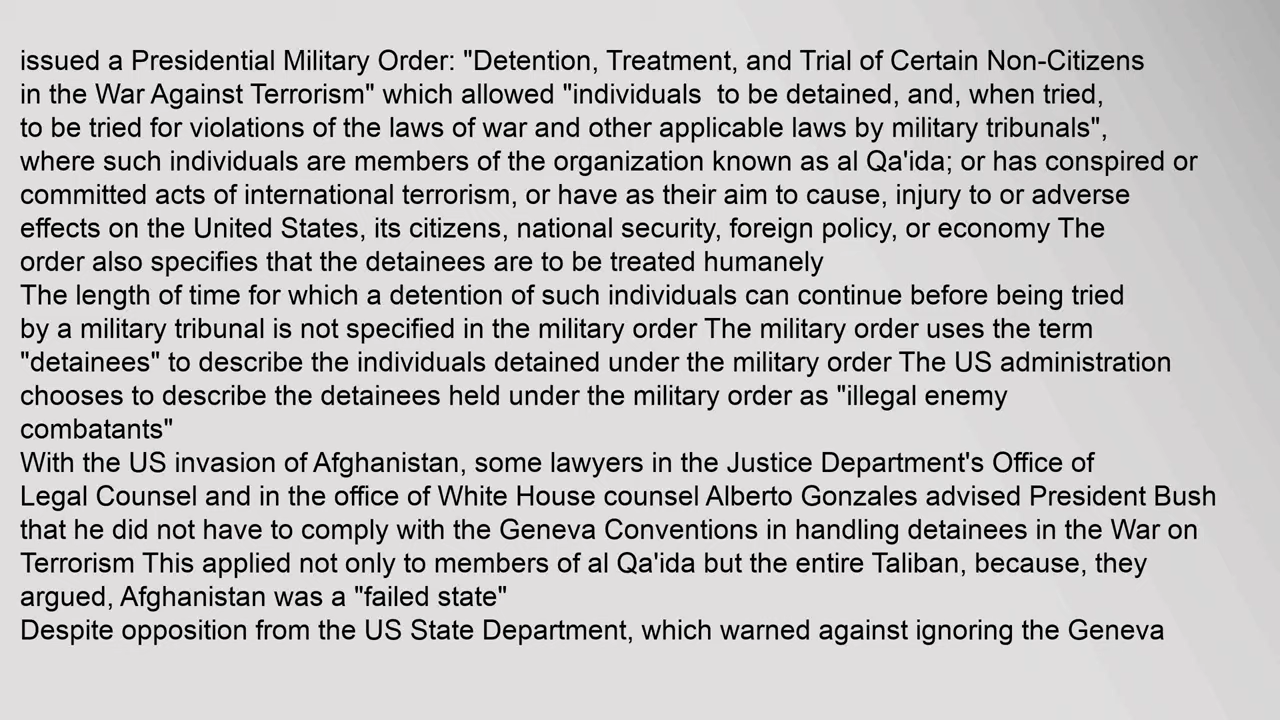 issued a Presidential Military Order: "Detention, Treatment, and Trial of Certain Non-Citizens
in the War Against Terrorism" which allowed "individuals  to be detained, and, when tried,
to be tried for violations of the laws of war and other applicable laws by military tribunals",
where such individuals are members of the organization known as al Qa'ida; or has conspired or
committed acts of international terrorism, or have as their aim to cause, injury to or adverse
effects on the United States, its citizens, national security, foreign policy, or economy The
order also specifies that the detainees are to be treated humanely
The length of time for which a detention of such individuals can continue before being tried
by a military tribunal is not specified in the military order The military order uses the term
"detainees" to describe the individuals detained under the military order The US administration
chooses to describe the detainees held under the military order as "illegal enemy
combatants"
With the US invasion of Afghanistan, some lawyers in the Justice Department's Office of
Legal Counsel and in the office of White House counsel Alberto Gonzales advised President Bush
that he did not have to comply with the Geneva Conventions in handling detainees in the War on
Terrorism This applied not only to members of al Qa'ida but the entire Taliban, because, they
argued, Afghanistan was a "failed state"
Despite opposition from the US State Department, which warned against ignoring the Geneva